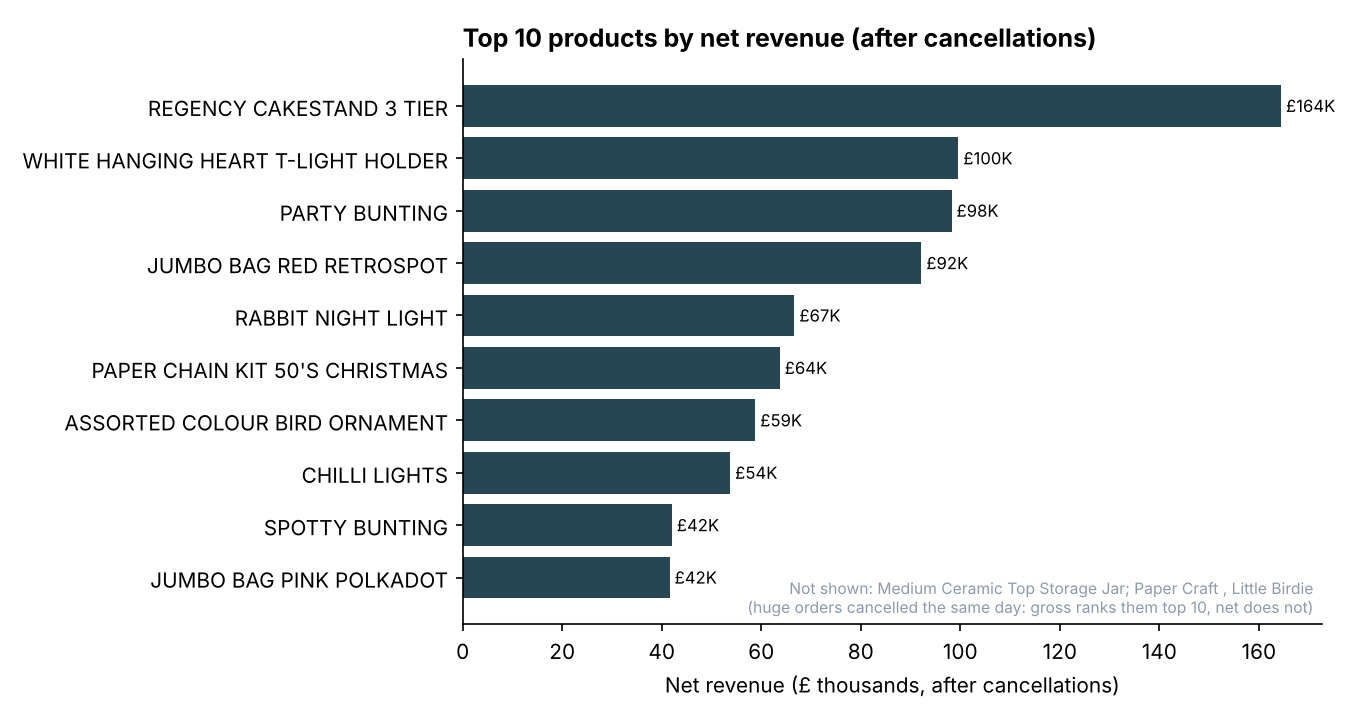 Top 10 products by net revenue (after cancellations)
REGENCY CAKESTAND 3 TIER
£164K
WHITE HANGING HEART T-LIGHT HOLDER
£100K
PARTY BUNTING
£98K
JUMBO BAG RED RETROSPOT
£92K
RABBIT NIGHT LIGHT
£67K
PAPER CHAIN KIT 50'S CHRISTMAS
£64K
ASSORTED COLOUR BIRD ORNAMENT
£59K
CHILLI LIGHTS
£54K
SPOTTY BUNTING
£42K
JUMBO BAG PINK POLKADOT
£42K
Not shown: Medium Ceramic Top Storage Jar; Paper Craft , Little Birdie
(huge orders cancelled the same day: gross ranks them top 10, net does not)
0 20 40 60 80 100 120 140 160
Net revenue (£ thousands, after cancellations)